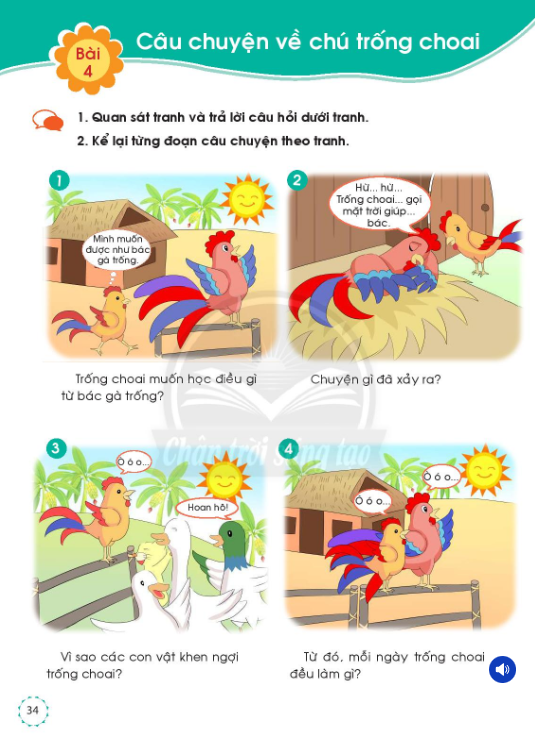 Bài
4
Câu chuyện về chú trống choai
1. Quan sát tranh và trả lời câu hỏi dưới tranh.
2. Kể lại từng đoạn câu chuyện theo tranh.
1
Mình muốn
được như bác
gà trống.
Trống choai muốn học điều gì
từ bác gà trống?
2
Hừ... hừ...
Trống choai... gọi
mặt trời giúp...
bác.
Chuyện gì đã xảy ra?
Chân trời sáng tạo
3
Ò ó o...
Hoan hô!
Vì sao các con vật khen ngợi
trống choai?
4
Ò ó o...
Ò ó o...
Từ đó, mỗi ngày trống choai
đều làm gì?
34